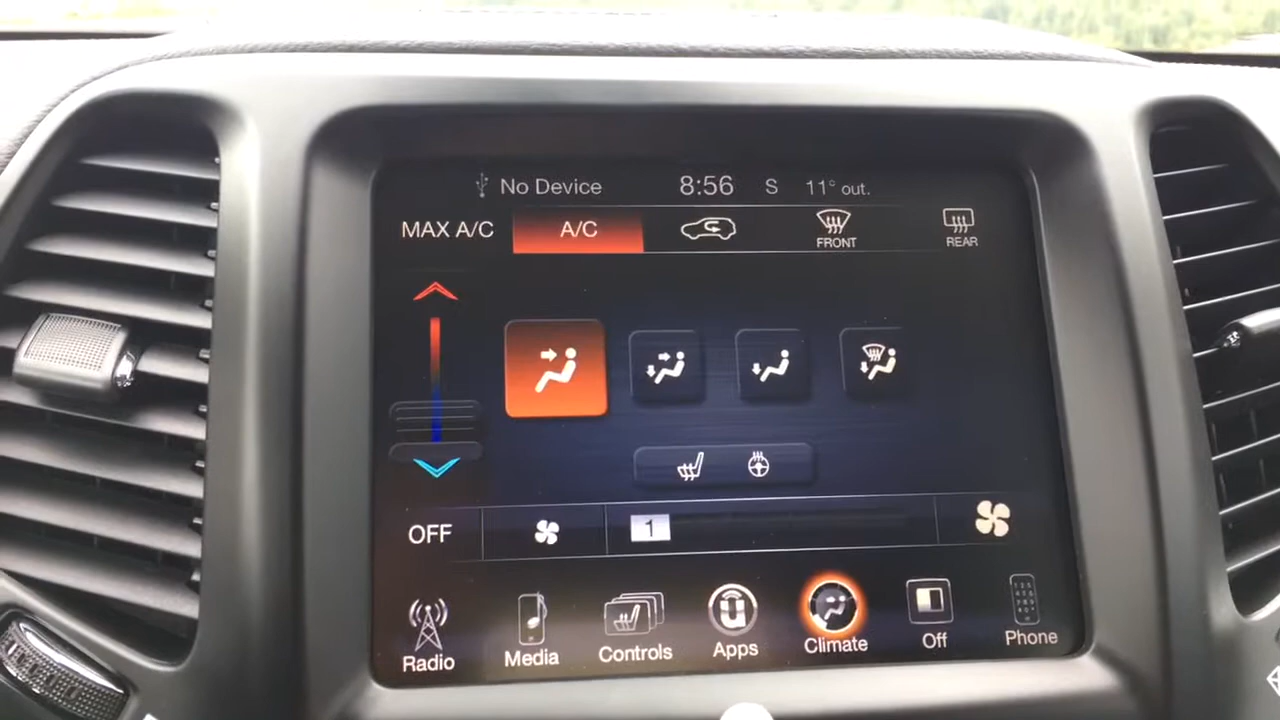 No Device 8:56 S 11° out.
MAX A/C A/C FRONT REAR
OFF 1
Radio Media Controls Apps Climate Off Phone